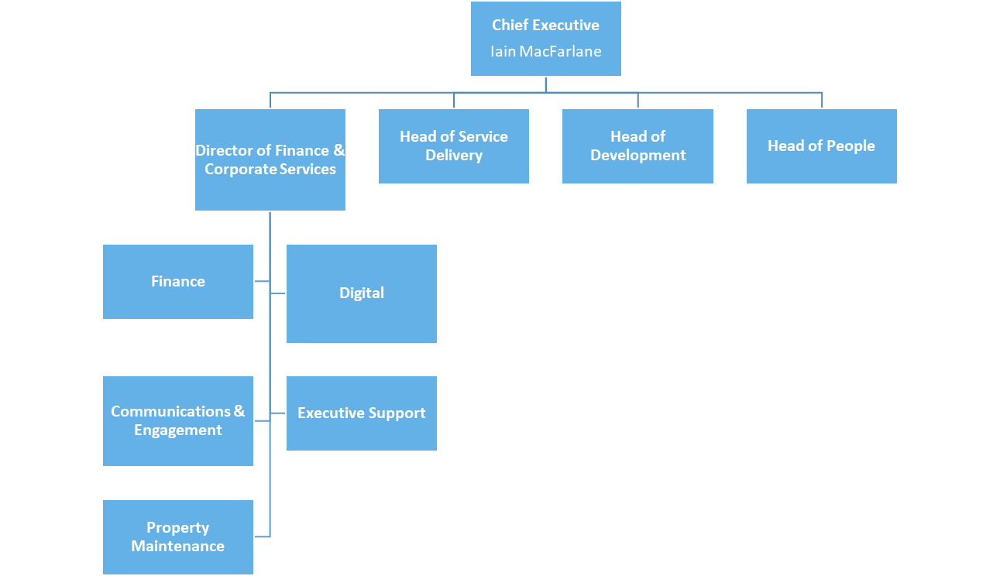 Chief Executive
Iain MacFarlane
Director of Finance &
Corporate Services
Head of Service
Delivery
Head of
Development
Head of People
Finance
Digital
Communications &
Engagement
Executive Support
Property
Maintenance